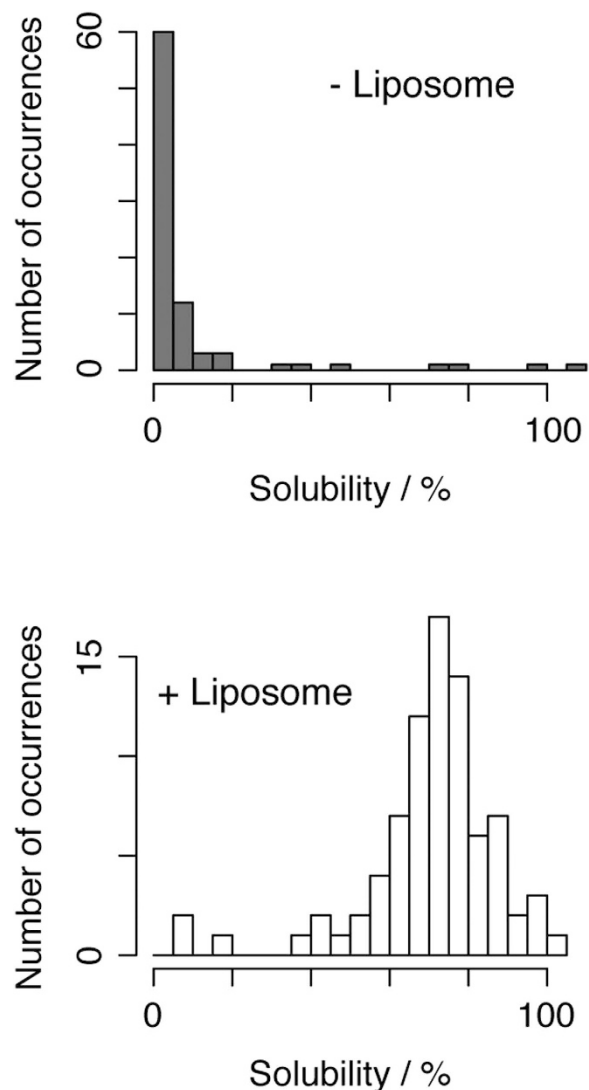 Number of occurrences
60
0
- Liposome
0
100
Solubility / %
Number of occurrences
15
0
+ Liposome
0
100
Solubility / %